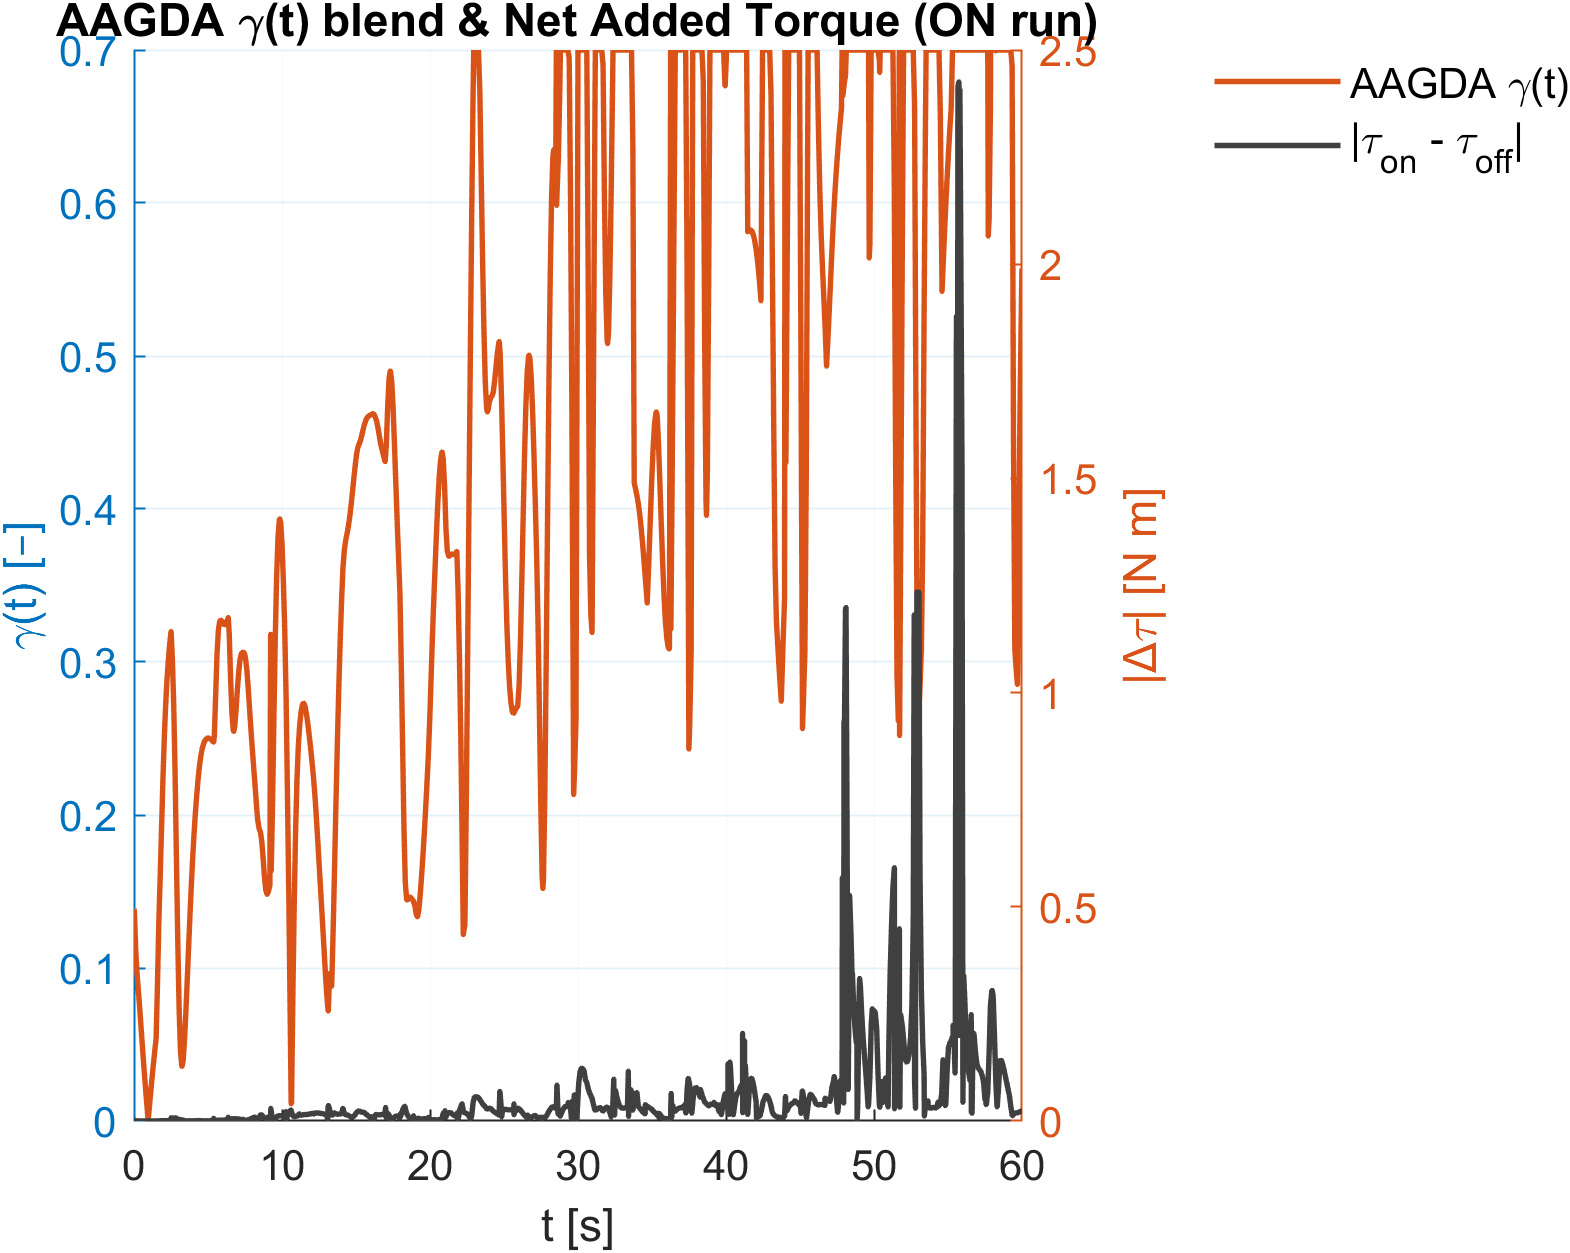 AAGDA γ(t) blend & Net Added Torque (ON run)
AAGDA γ(t)
|τon - τoff|
0.7
0.6
0.5
0.4
0.3
0.2
0.1
0
γ(t) [–]
2.5
2
1.5
1
0.5
0
|Δτ| [N m]
0 10 20 30 40 50 60
t [s]